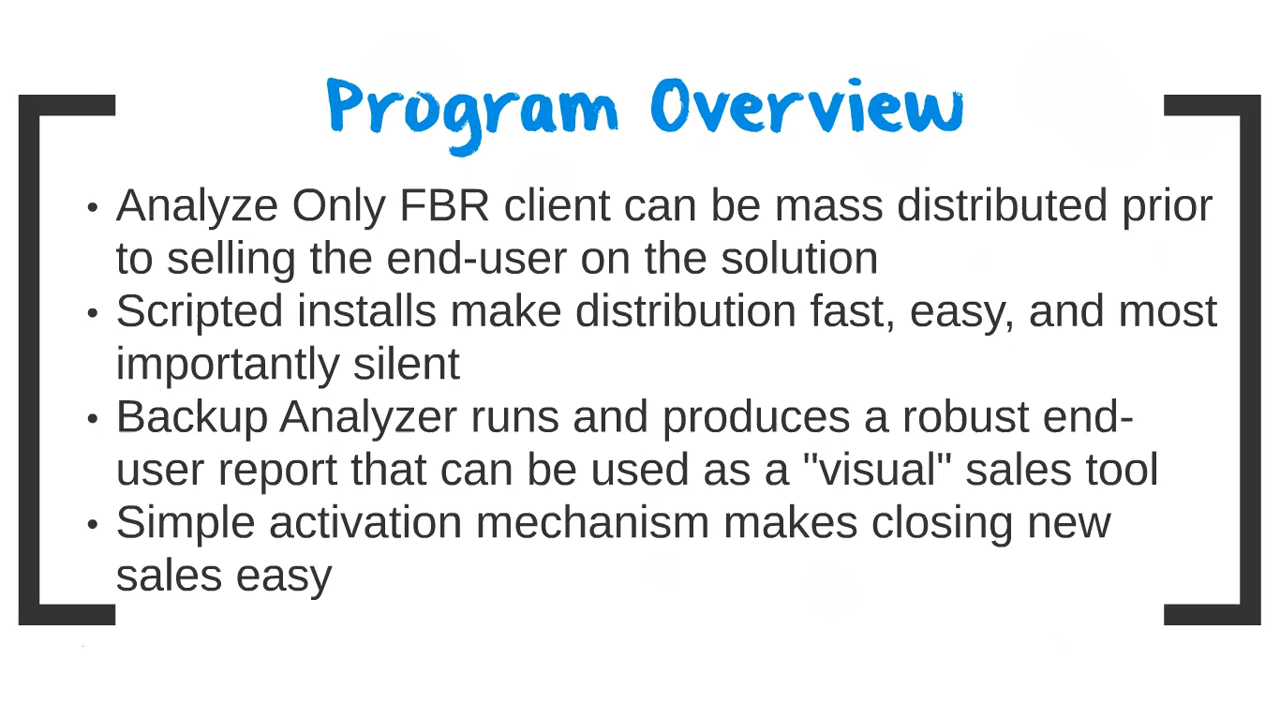 Program Overview
• Analyze Only FBR client can be mass distributed prior
to selling the end-user on the solution
• Scripted installs make distribution fast, easy, and most
importantly silent
• Backup Analyzer runs and produces a robust end-
user report that can be used as a "visual" sales tool
• Simple activation mechanism makes closing new
sales easy